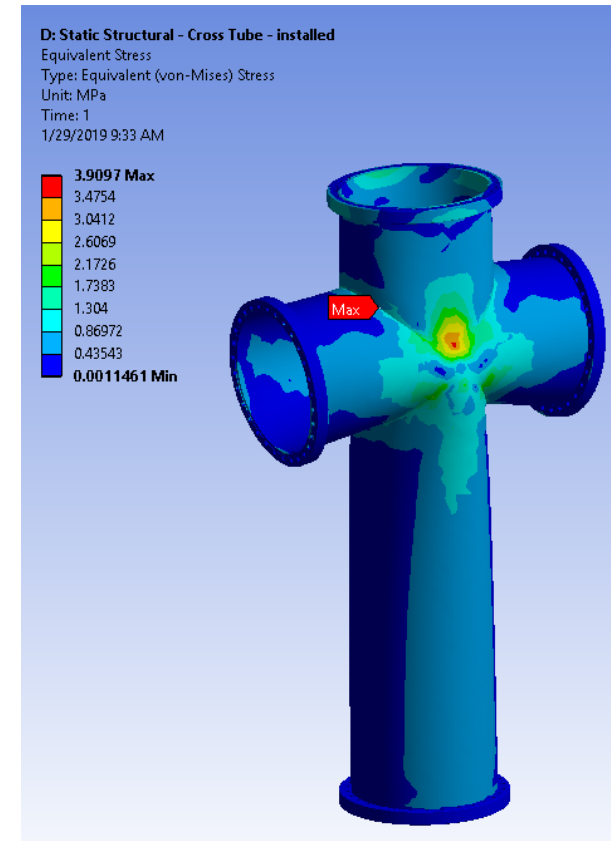 D: Static Structural - Cross Tube - installed
Equivalent Stress
Type: Equivalent (von-Mises) Stress
Unit: MPa
Time: 1
1/29/2019 9:33 AM
3.9097 Max
3.4754
3.0412
2.6069
2.1726
1.7383
1.304
0.86972
0.43543
0.0011461 Min
Max